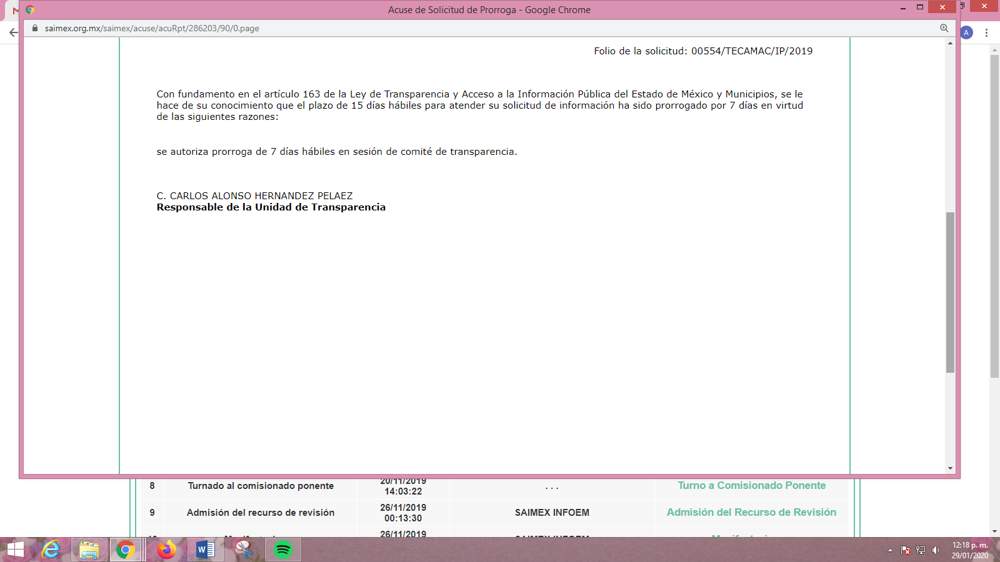 Acuse de Solicitud de Prorroga - Google Chrome
saimex.org.mx/saimex/acuse/acuRpt/286203/90/0.page
A
Folio de la solicitud: 00554/TECAMAC/IP/2019
Con fundamento en el artículo 163 de la Ley de Transparencia y Acceso a la Información Pública del Estado de México y Municipios, se le
hace de su conocimiento que el plazo de 15 días hábiles para atender su solicitud de información ha sido prorrogado por 7 días en virtud
de las siguientes razones:
se autoriza prorroga de 7 días hábiles en sesión de comité de transparencia.
C. CARLOS ALONSO HERNANDEZ PELAEZ
Responsable de la Unidad de Transparencia
8 Turnado al comisionado ponente 20/11/2019 14:03:22 . . . Turno a Comisionado Ponente
9 Admisión del recurso de revisión 26/11/2019 00:13:30 SAIMEX INFOEM Admisión del Recurso de Revisión
26/11/2019 SAIMEX INFOEM
12:18 p. m.
29/01/2020